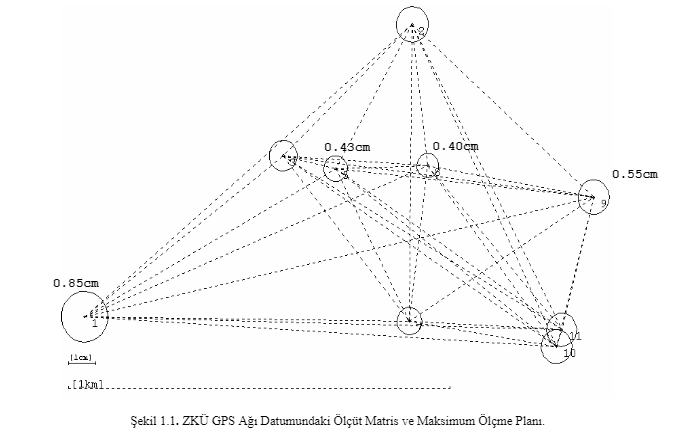 2
0.43cm
0.40cm
0.55cm
9
0.85cm
1
11
10
[1cm]
[1km]
Şekil 1.1. ZKÜ GPS Ağı Datumundaki Ölçüt Matris ve Maksimum Ölçme Planı.